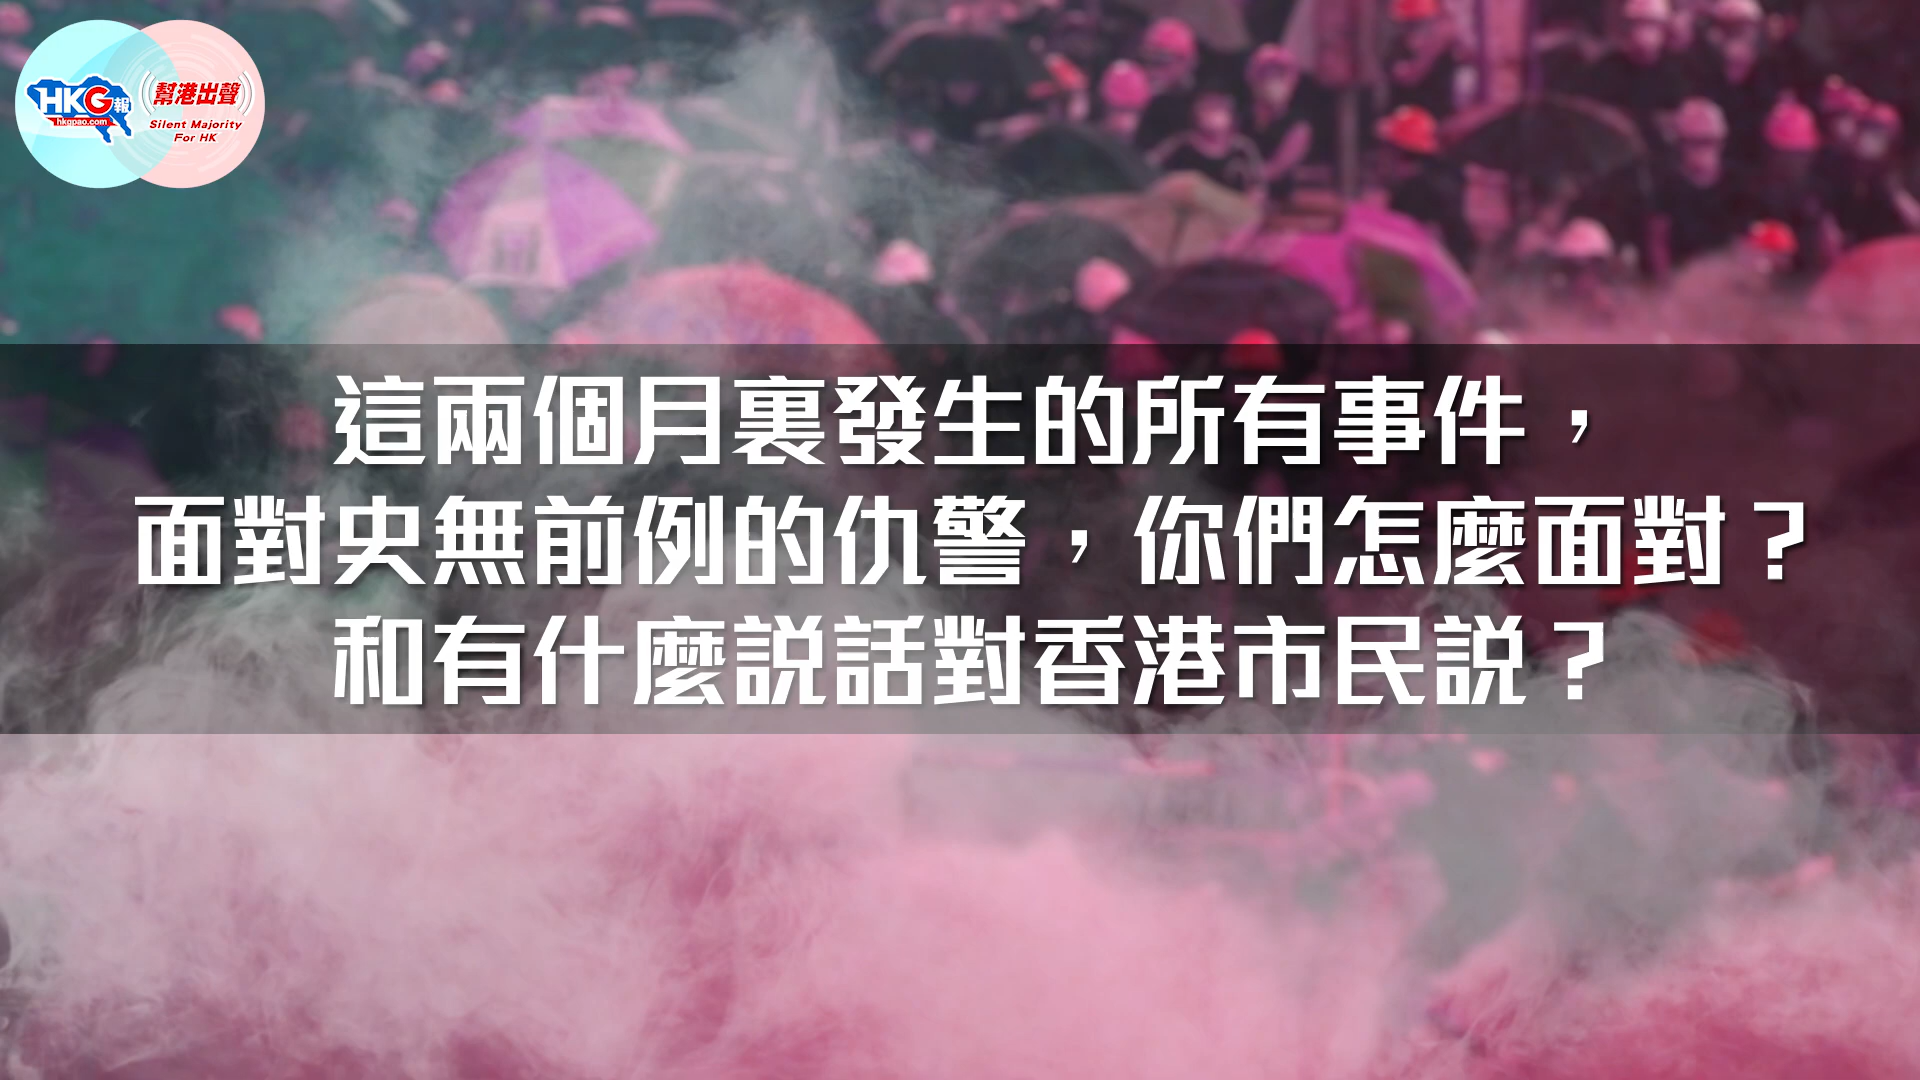 HKG報
hkgpao.com
幫港出聲
Silent Majority
For HK
這兩個月裏發生的所有事件，
面對史無前例的仇警，你們怎麼面對？
和有什麼説話對香港市民説？